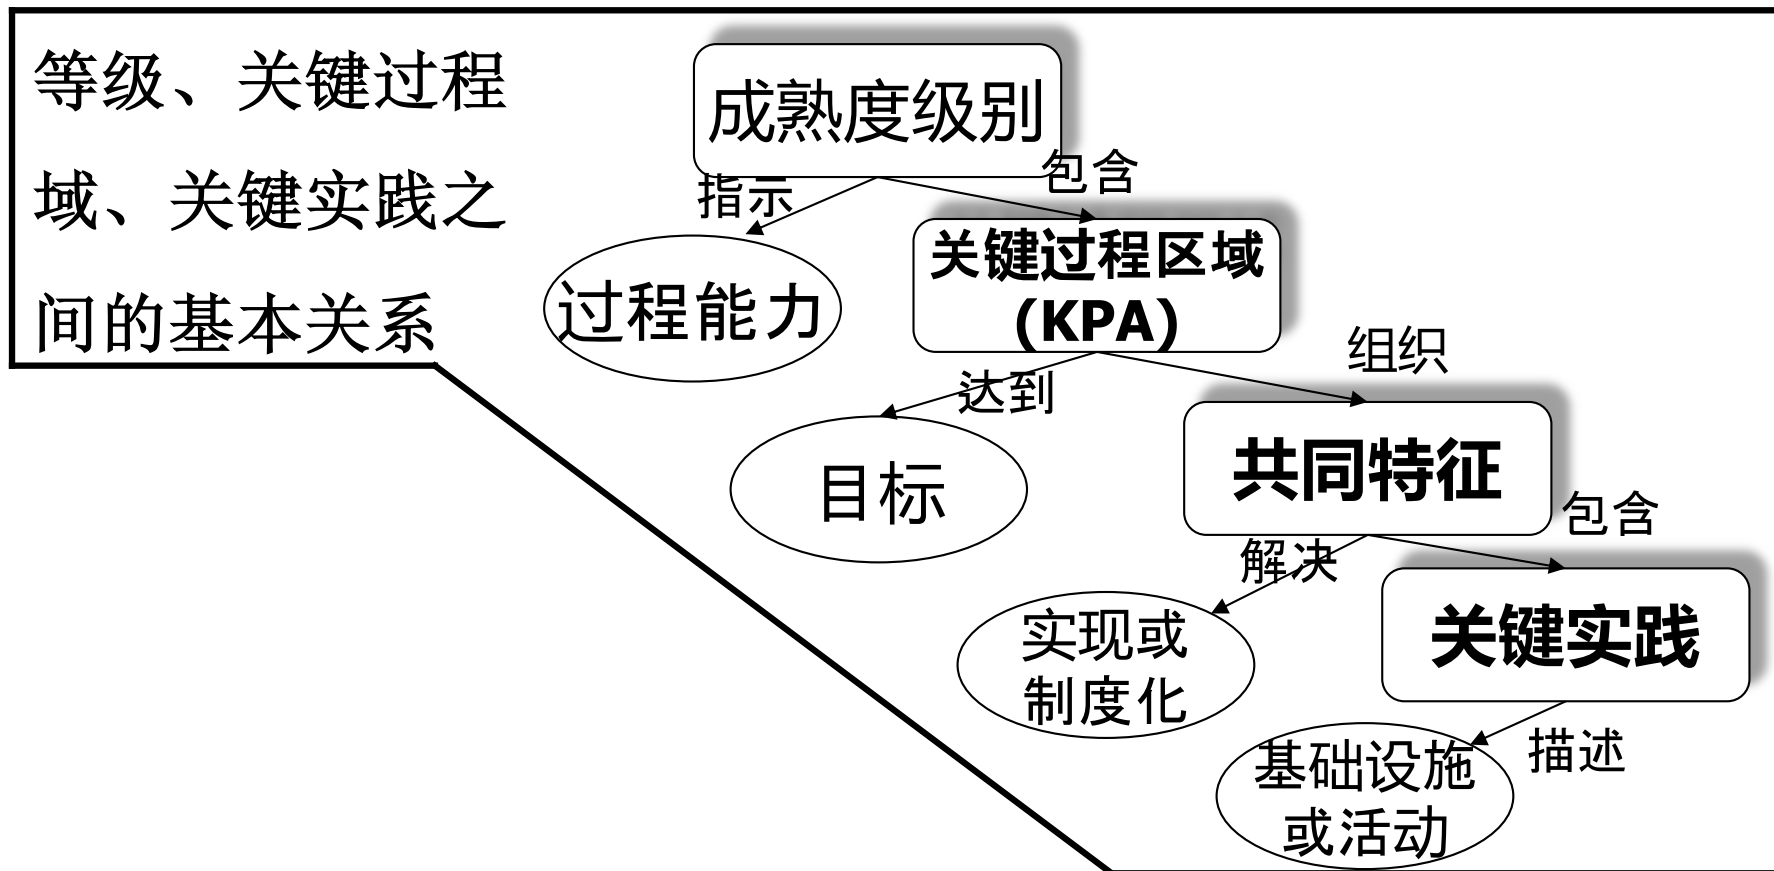 等级、关键过程
域、关键实践之
间的基本关系
成熟度级别
指示
包含
过程能力
关键过程区域
(KPA)
达到
组织
目标
共同特征
解决
包含
实现或
制度化
关键实践
描述
基础设施
或活动